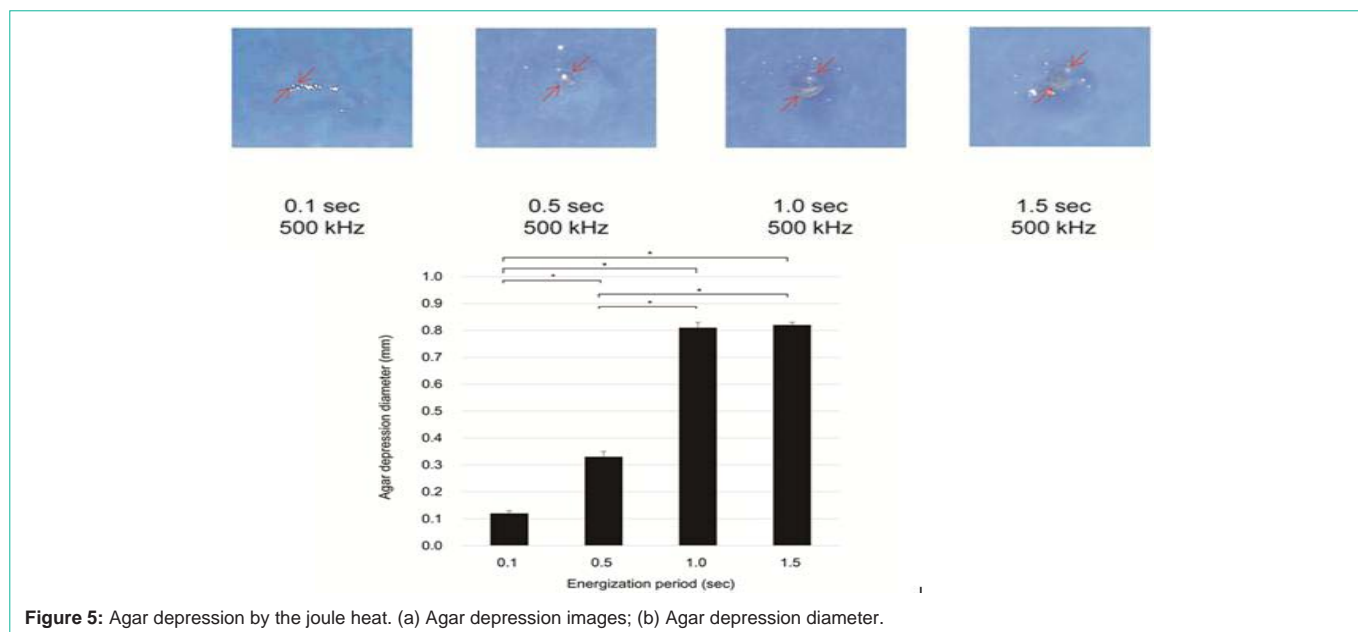 0.1 sec 0.5 sec 1.0 sec 1.5 sec
500 kHz 500 kHz 500 kHz 500 kHz
*
*
*
*
*
1.0
0.9
0.8
0.7
0.6
0.5
0.4
0.3
0.2
0.1
0.0
Agar depression diameter (mm)
0.1 0.5 1.0 1.5
Energization period (sec)
Figure 5: Agar depression by the joule heat. (a) Agar depression images; (b) Agar depression diameter.